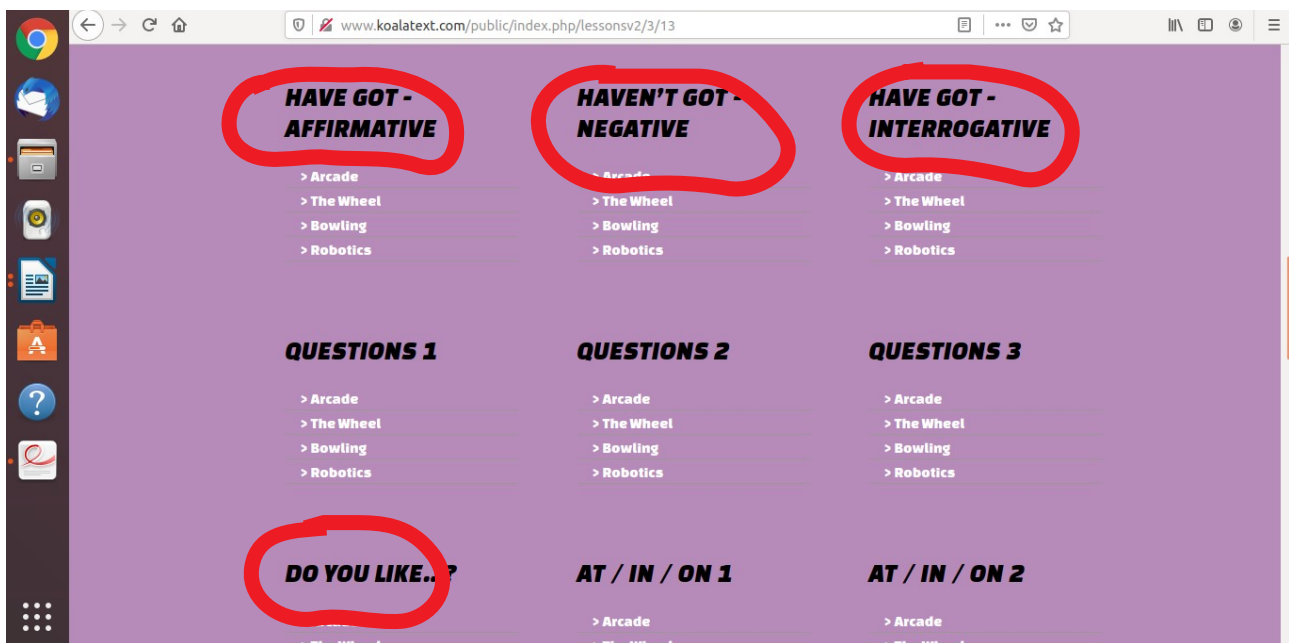 www.koalatext.com/public/index.php/lessonsv2/3/13
HAVE GOT -
AFFIRMATIVE
> Arcade
> The Wheel
> Bowling
> Robotics
HAVEN'T GOT -
NEGATIVE
> Arcade
> The Wheel
> Bowling
> Robotics
HAVE GOT -
INTERROGATIVE
> Arcade
> The Wheel
> Bowling
> Robotics
QUESTIONS 1
> Arcade
> The Wheel
> Bowling
> Robotics
QUESTIONS 2
> Arcade
> The Wheel
> Bowling
> Robotics
QUESTIONS 3
> Arcade
> The Wheel
> Bowling
> Robotics
DO YOU LIKE...?
AT / IN / ON 1
> Arcade
AT / IN / ON 2
> Arcade